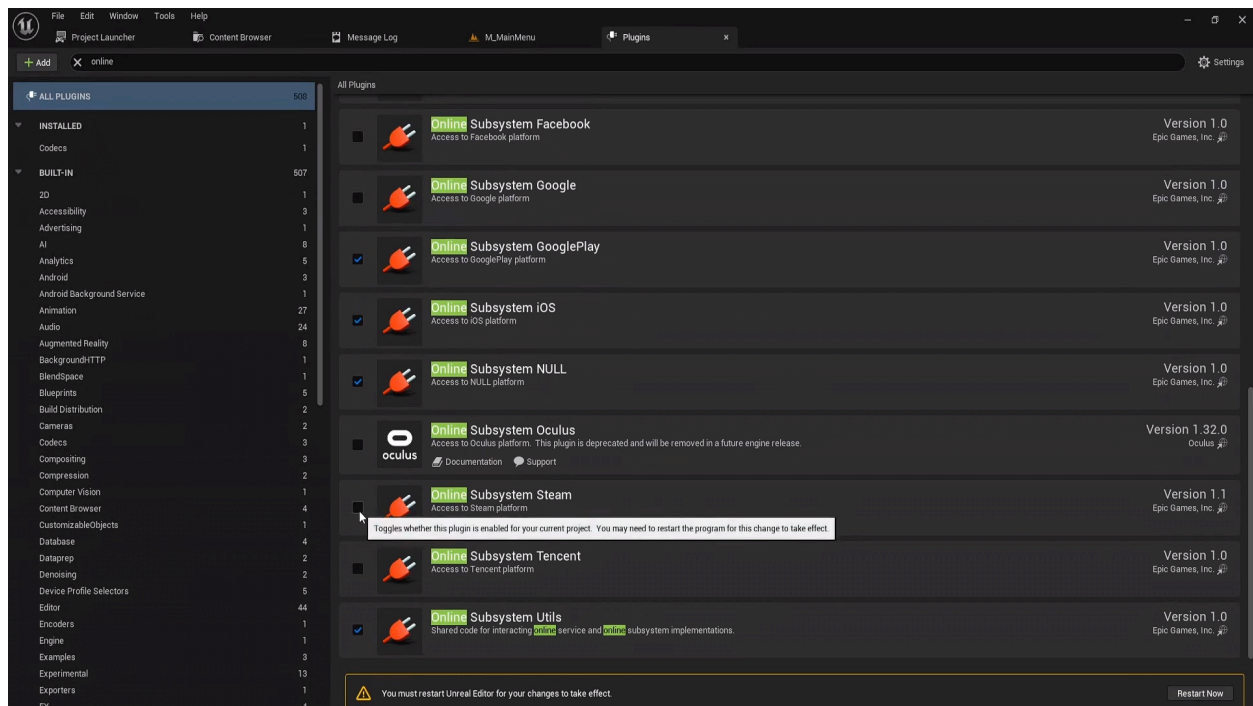 File Edit Window Tools Help
Project Launcher
Content Browser
Message Log
M_MainMenu
Plugins
Add
online
Settings
ALL PLUGINS 508
INSTALLED 1
Codecs 1
BUILT-IN 507
2D 1
Accessibility 3
Advertising 1
AI 8
Analytics 5
Android 3
Android Background Service 1
Animation 27
Audio 24
Augmented Reality 8
BackgroundHTTP 1
BlendSpace 1
Blueprints 5
Build Distribution 2
Cameras 2
Codecs 3
Compositing 3
Compression 2
Computer Vision 1
Content Browser 4
CustomizableObjects 1
Database 4
Dataprep 2
Denoising 2
Device Profile Selectors 5
Editor 44
Encoders 1
Engine 1
Examples 3
Experimental 13
Exporters 1
All Plugins
Online Subsystem Facebook
Access to Facebook platform
Version 1.0
Epic Games, Inc.
Online Subsystem Google
Access to Google platform
Version 1.0
Epic Games, Inc.
Online Subsystem GooglePlay
Access to GooglePlay platform
Version 1.0
Epic Games, Inc.
Online Subsystem iOS
Access to iOS platform
Version 1.0
Epic Games, Inc.
Online Subsystem NULL
Access to NULL platform
Version 1.0
Epic Games, Inc.
oculus
Online Subsystem Oculus
Access to Oculus platform. This plugin is deprecated and will be removed in a future engine release.
Documentation Support
Version 1.32.0
Oculus
Online Subsystem Steam
Access to Steam platform
Version 1.1
Epic Games, Inc.
Toggles whether this plugin is enabled for your current project. You may need to restart the program for this change to take effect.
Online Subsystem Tencent
Access to Tencent platform
Version 1.0
Epic Games, Inc.
Online Subsystem Utils
Shared code for interacting online service and online subsystem implementations.
Version 1.0
Epic Games, Inc.
You must restart Unreal Editor for your changes to take effect.
Restart Now